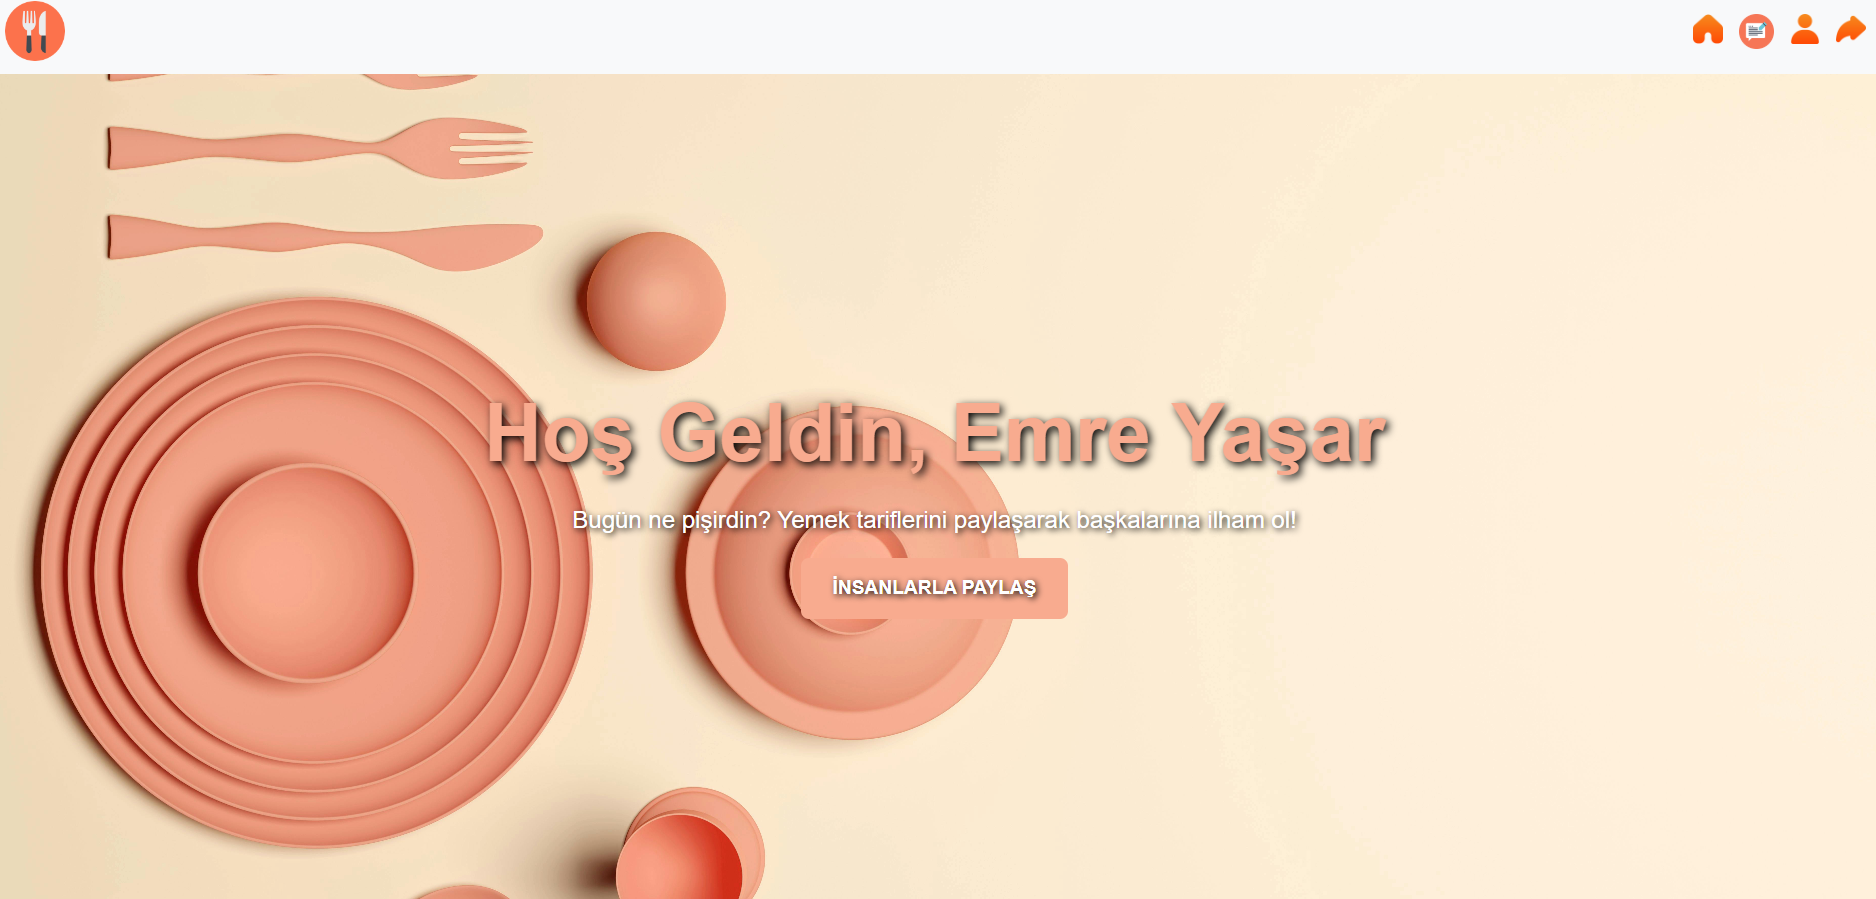 Hoş Geldin, Emre Yaşar
Bugün ne pişirdin? Yemek tariflerini paylaşarak başkalarına ilham ol!
İNSANLARLA PAYLAŞ